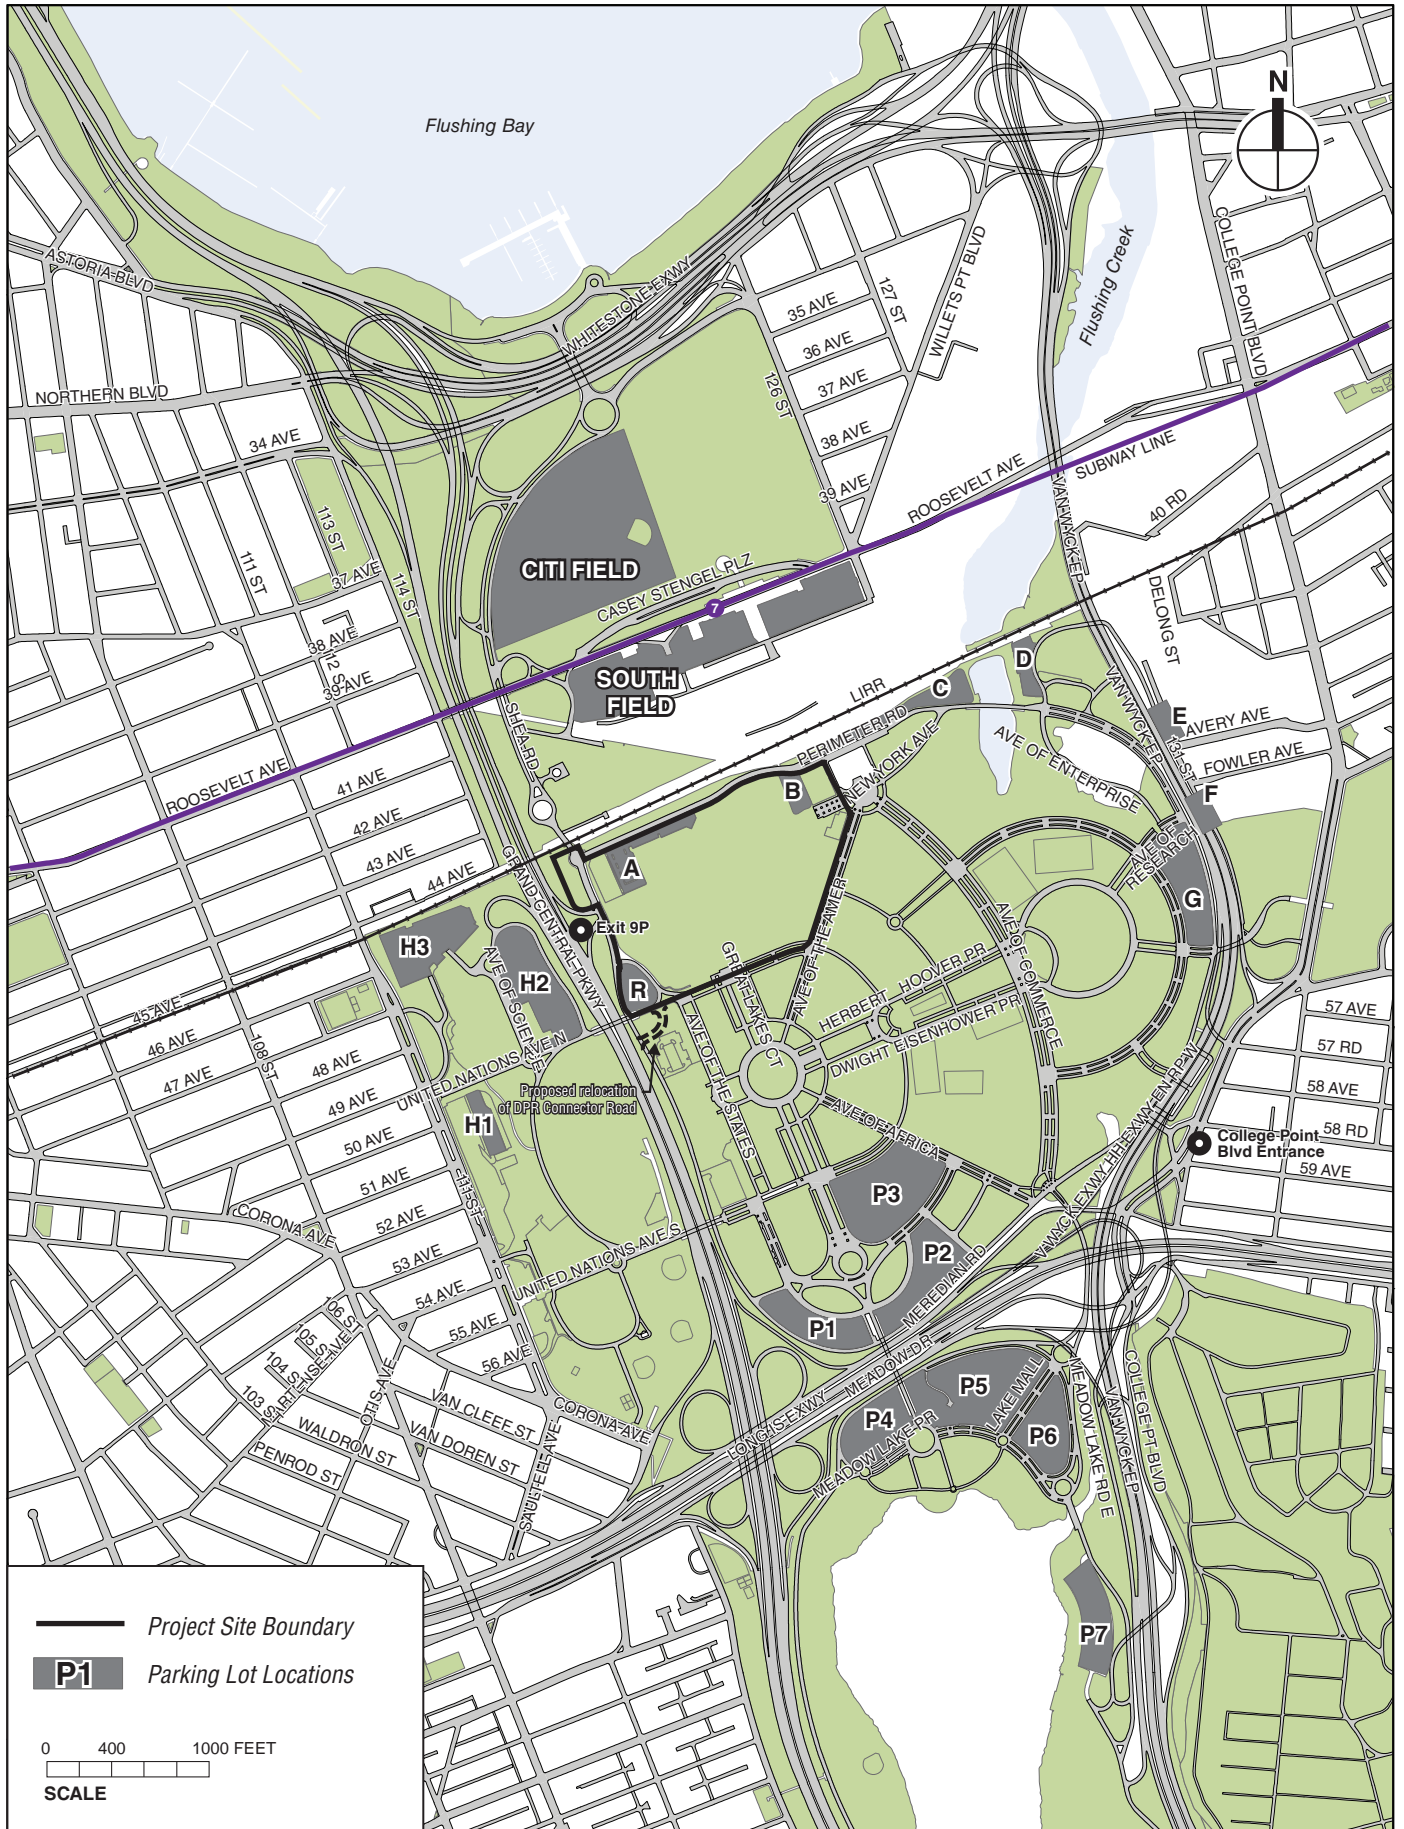 N
Flushing Bay
Flushing Creek
COLLEGE POINT BLVD
WHITESTONE EXWY
ASTORIA BLVD
127 ST
WILLETS PT BLVD
35 AVE
36 AVE
37 AVE
126 ST
38 AVE
39 AVE
NORTHERN BLVD
34 AVE
SUBWAY LINE
ROOSEVELT AVE
VAN WYCK EP
40 RD
113 ST
111 ST
37 AVE
114 ST
CITI FIELD
CASEY STENGEL PLZ
7
DELONG ST
38 AVE
112 S
39 AVE
SOUTH
FIELD
LIRR
C
D
E
VAN WYCK EP
AVERY AVE
131 ST
FOWLER AVE
F
SHEA RD
PERIMETER RD
NEW YORK AVE
AVE OF ENTERPRISE
B
ROOSEVELT AVE
41 AVE
42 AVE
43 AVE
44 AVE
GRAND CENTRAL PKWY
A
AVE OF
RESEARCH
G
Exit 9P
H3
H2
AVE OF SCIENCE
R
GREAT LAKES CT
AVE OF THE AMER
AVE OF COMMERCE
HERBERT HOOVER PR
DWIGHT EISENHOWER PR
45 AVE
46 AVE
47 AVE
108 ST
48 AVE
49 AVE
50 AVE
51 AVE
52 AVE
53 AVE
54 AVE
55 AVE
56 AVE
UNITED NATIONS AVE N
Proposed relocation
of DPR Connector Road
AVE OF THE STATES
H1
111 ST
57 AVE
57 RD
58 AVE
58 RD
59 AVE
College Point
Blvd Entrance
AVE OF AFRICA
P3
P2
P1
MEREDIAN RD
V WYCK EXWY HH EXWY EN RP W
UNITED NATIONS AVE S
CORONA AVE
106 ST
105 S
104 S
103 S
MARTENSE AVE
OTIS AVE
WALDRON ST
PENROD ST
VAN CLEEF ST
VAN DOREN ST
SAULTELL AVE
CORONA AVE
LONG IS EXWY
MEADOW DR
P5
P4
P6
LAKE MALL
MEADOW LAKE PR
MEADOW LAKE RD E
VAN WYCK EP
COLLEGE PT BLVD
P7
Project Site Boundary
P1
Parking Lot Locations
0 400 1000 FEET
SCALE